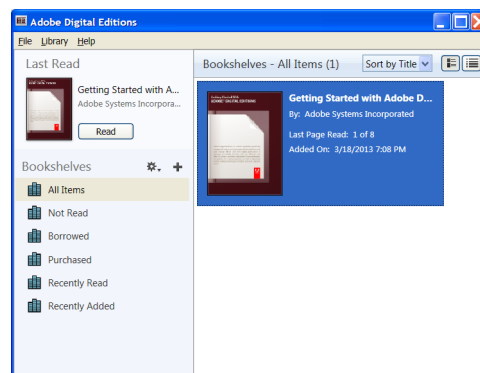 Adobe Digital Editions
File Library Help
Last Read
Getting Started with A...
Adobe Systems Incorpora...
Read
Bookshelves
All Items
Not Read
Borrowed
Purchased
Recently Read
Recently Added
Bookshelves - All Items (1)
Sort by Title
Getting Started with Adobe D...
By: Adobe Systems Incorporated
Last Page Read: 1 of 8
Added On: 3/18/2013 7:08 PM